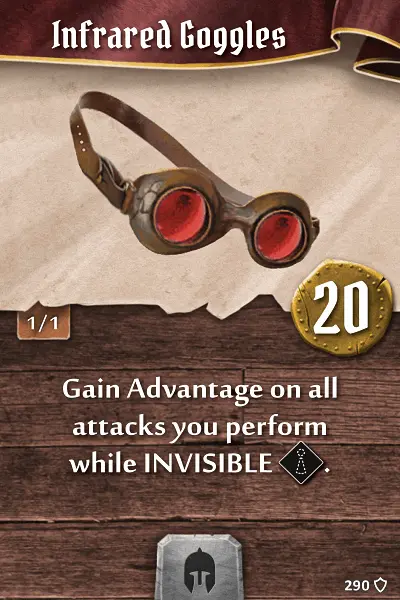 Infrared Goggles
20
1/1
Gain Advantage on all
attacks you perform
while INVISIBLE .
290